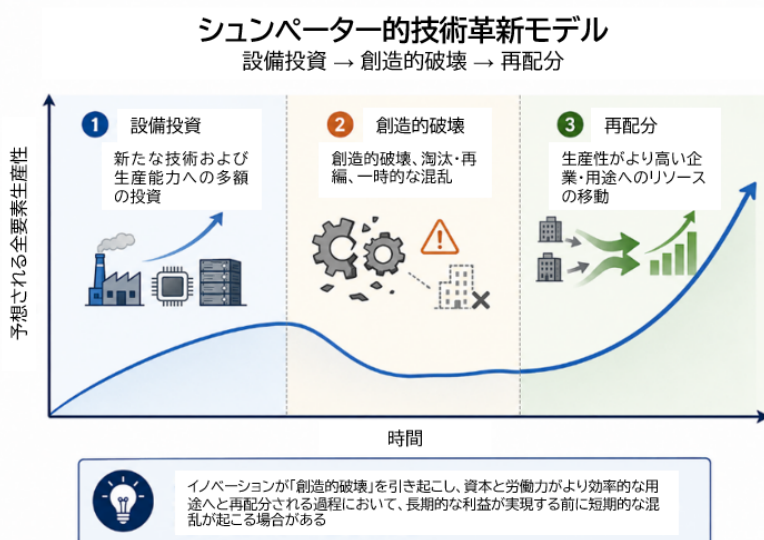 シュンペーター的技術革新モデル
設備投資 → 創造的破壊 → 再配分
予想される全要素生産性
1 設備投資
新たな技術および
生産能力への多額
の投資
2 創造的破壊
創造的破壊、淘汰・再
編、一時的な混乱
3 再配分
生産性がより高い企
業・用途へのリソース
の移動
時間
イノベーションが「創造的破壊」を引き起こし、資本と労働力がより効率的な用
途へと再配分される過程において、長期的な利益が実現する前に短期的な混
乱が起こる場合がある